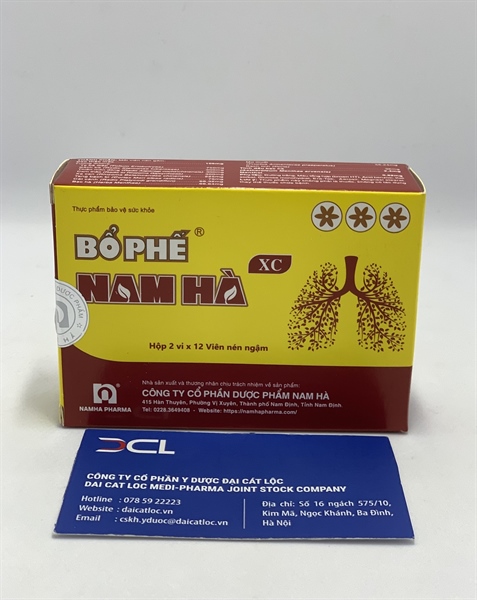 Thực phẩm bảo vệ sức khỏe
BỔ PHẾ ®
NAM HÀ XC
Hộp 2 vỉ x 12 Viên nén ngậm
NAMHA PHARMA
Nhà sản xuất và thương nhân chịu trách nhiệm về sản phẩm:
CÔNG TY CỔ PHẦN DƯỢC PHẨM NAM HÀ
415 Hàn Thuyên, Phường Vị Xuyên, Thành phố Nam Định, Tỉnh Nam Định
Tel: 0228.3649408 - Website: https://namhapharma.com/
DCL
CÔNG TY CỔ PHẦN Y DƯỢC ĐẠI CÁT LỘC
DAI CAT LOC MEDI-PHARMA JOINT STOCK COMPANY
Hotline : 078 59 22223
Website : daicatloc.vn
Email : cskh.yduoc@daicatloc.vn
Địa chỉ: Số 16 ngách 575/10,
Kim Mã, Ngọc Khánh, Ba Đình,
Hà Nội